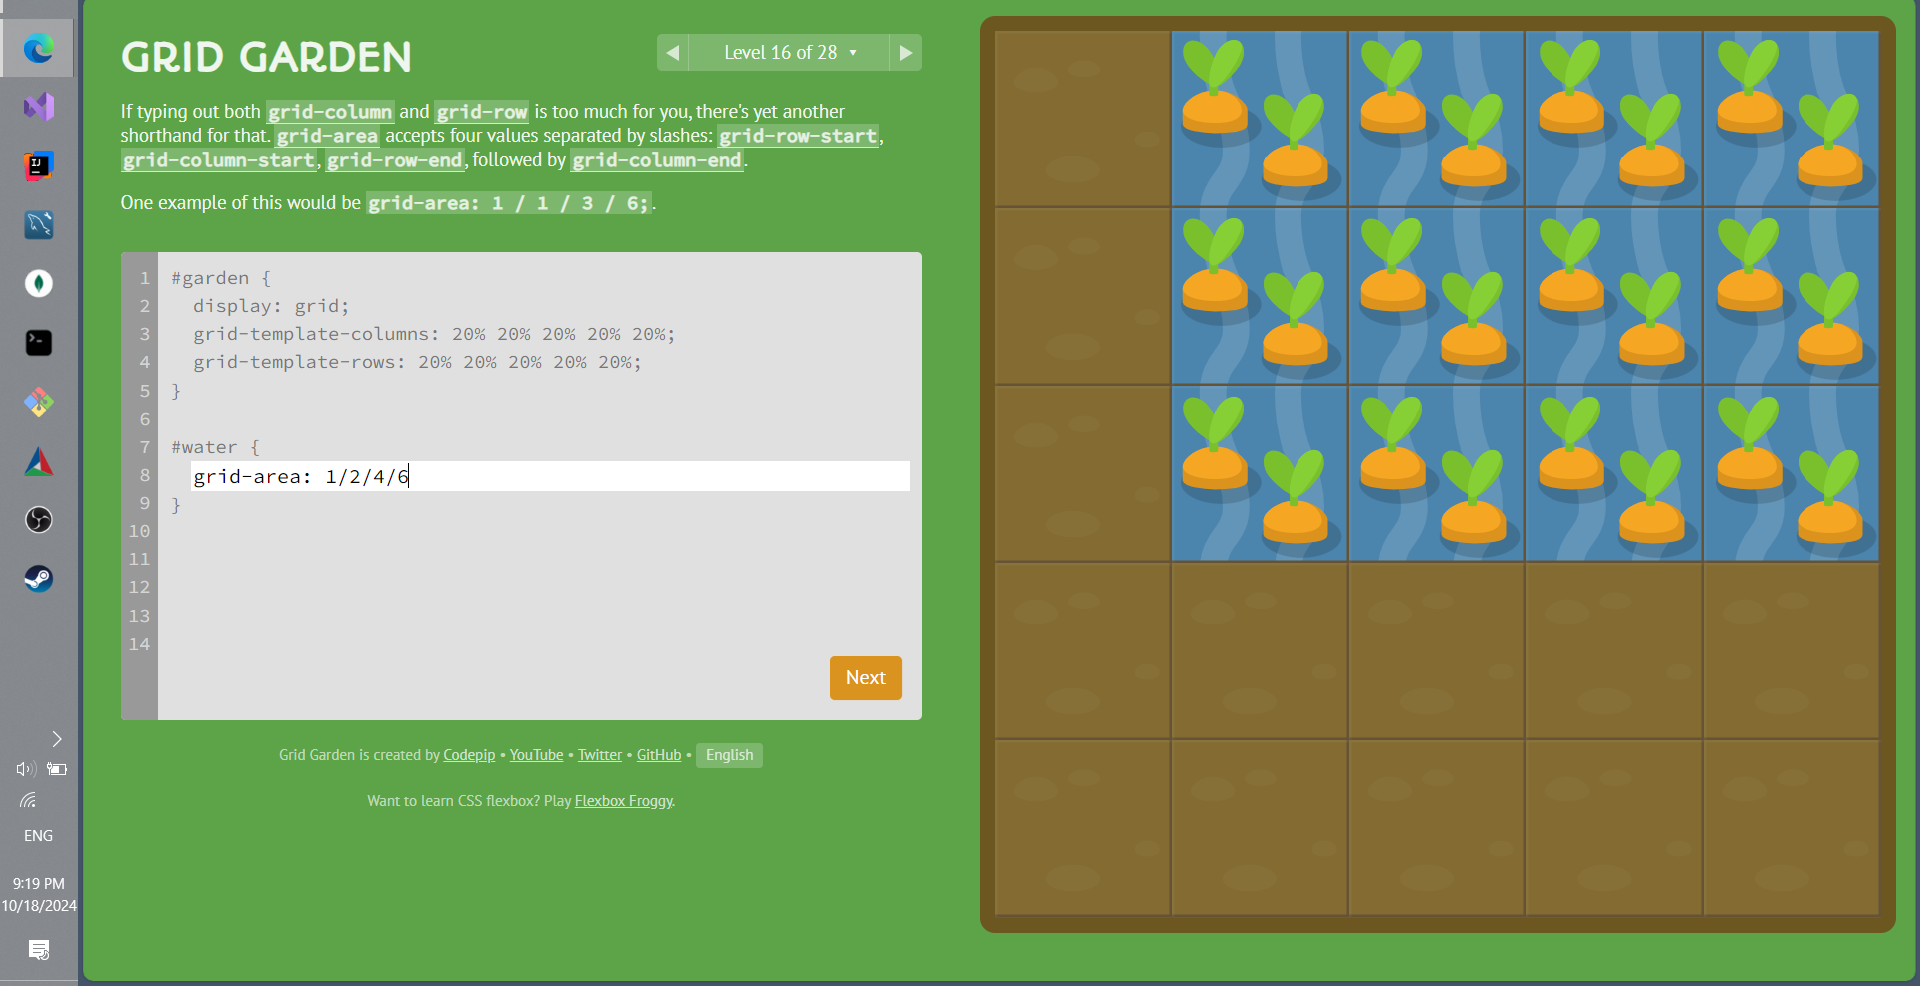 GRID GARDEN
Level 16 of 28
If typing out both grid-column and grid-row is too much for you, there's yet another
shorthand for that. grid-area accepts four values separated by slashes: grid-row-start,
grid-column-start, grid-row-end, followed by grid-column-end.
One example of this would be grid-area: 1 / 1 / 3 / 6;.
1 #garden {
2 display: grid;
3 grid-template-columns: 20% 20% 20% 20% 20%;
4 grid-template-rows: 20% 20% 20% 20% 20%;
5 }
6
7 #water {
8 grid-area: 1/2/4/6
9 }
10
11
12
13
14
Next
Grid Garden is created by Codepip • YouTube • Twitter • GitHub • English
Want to learn CSS flexbox? Play Flexbox Froggy.
IJ
ENG
9:19 PM
10/18/2024